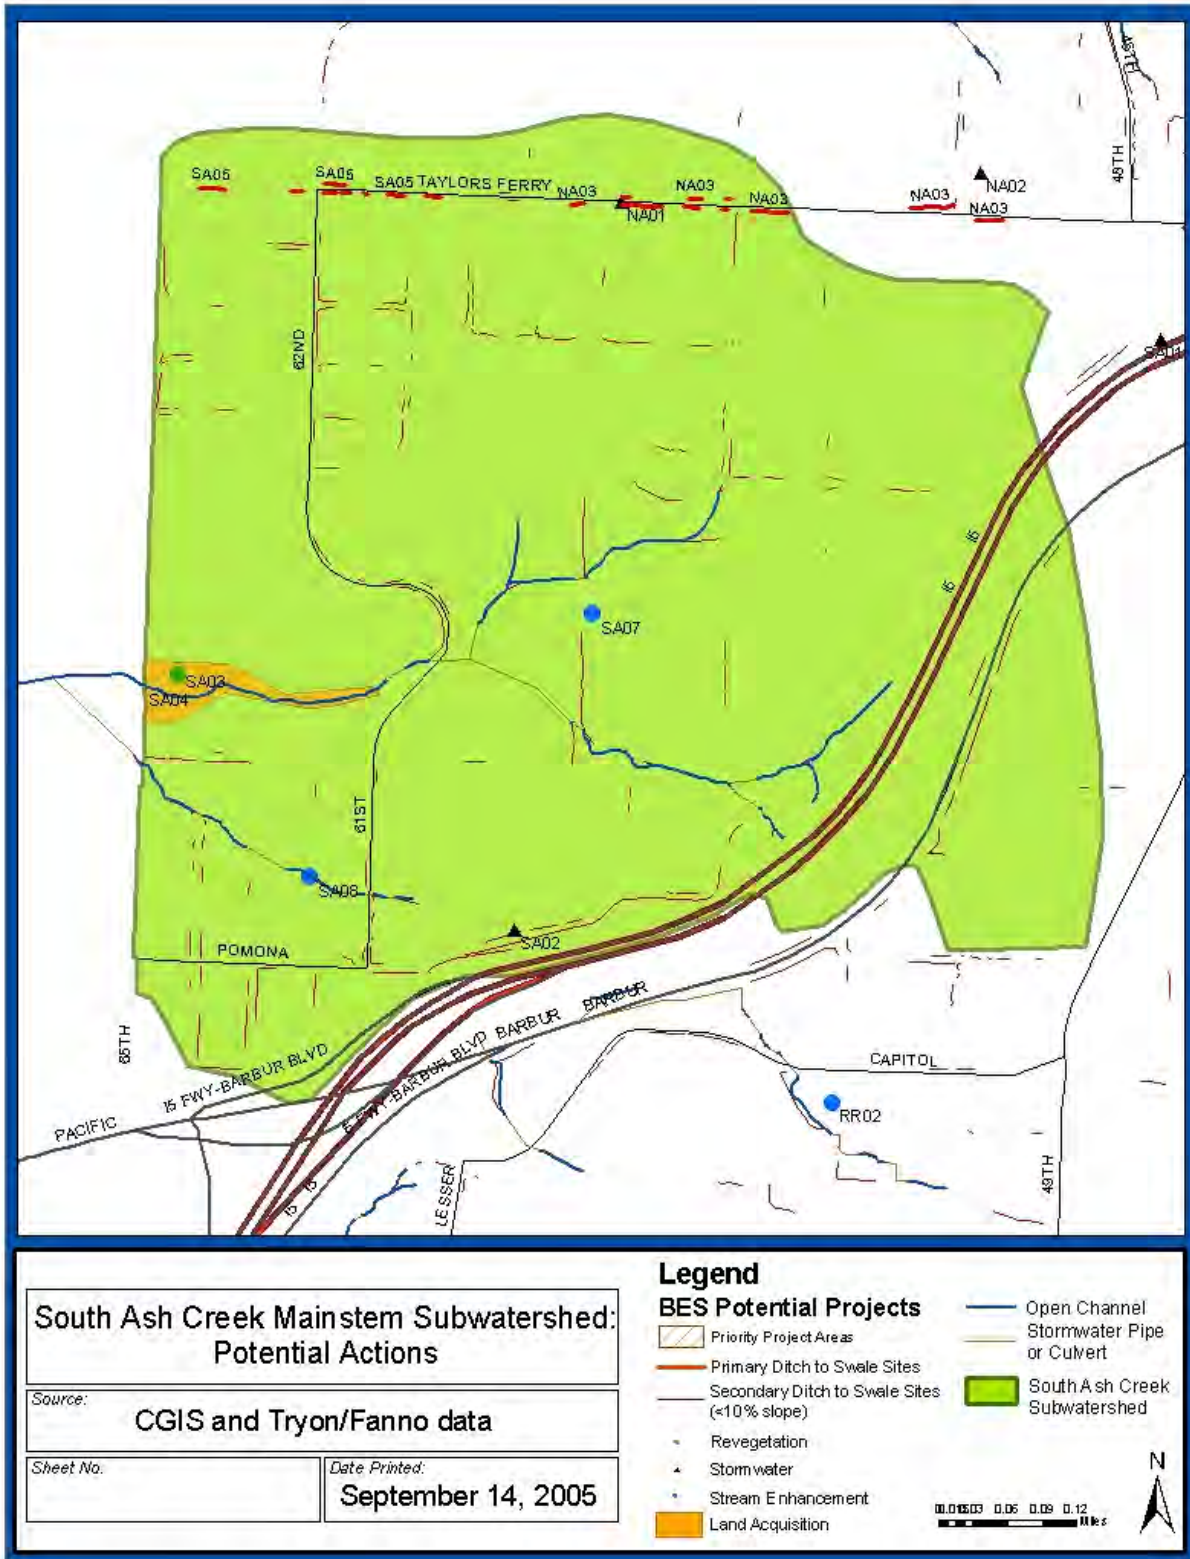 46TH
48TH
NA02
SA05
SA05
SA05
TAYLORS FERRY
NA03
NA03
NA03
NA03
NA03
NA01
SA01
62ND
I5
I5
SA07
SA03
SA04
61ST
SA08
SA02
POMONA
65TH
I5 FWY-BARBUR BLVD
BARBUR
BARBUR
PACIFIC
CAPITOL
RR02
49TH
LESSER
I5
I5
South Ash Creek Mainstem Subwatershed:
Potential Actions
Source:
CGIS and Tryon/Fanno data
Sheet No.
Date Printed:
September 14, 2005
Legend
BES Potential Projects
Priority Project Areas
Primary Ditch to Swale Sites
Secondary Ditch to Swale Sites
(<10% slope)
Revegetation
Stormwater
Stream Enhancement
Land Acquisition
Open Channel
Stormwater Pipe
or Culvert
South Ash Creek
Subwatershed
0.06 0.09 0.12
Miles
N